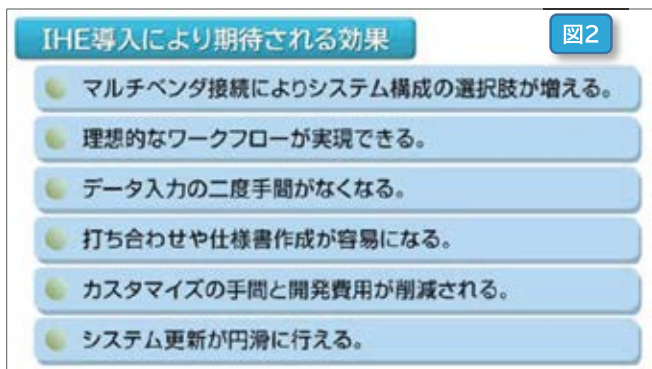 IHE導入により期待される効果
図2
マルチベンダ接続によりシステム構成の選択肢が増える。
理想的なワークフローが実現できる。
データ入力の二度手間がなくなる。
打ち合わせや仕様書作成が容易になる。
カスタマイズの手間と開発費用が削減される。
システム更新が円滑に行える。